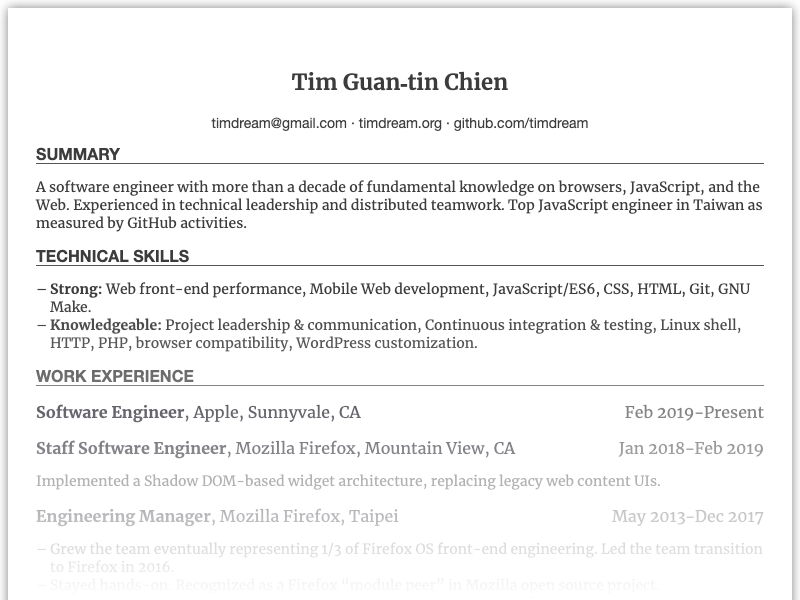 Tim Guan-tin Chien
timdream@gmail.com · timdream.org · github.com/timdream
SUMMARY
A software engineer with more than a decade of fundamental knowledge on browsers, JavaScript, and the
Web. Experienced in technical leadership and distributed teamwork. Top JavaScript engineer in Taiwan as
measured by GitHub activities.
TECHNICAL SKILLS
– Strong: Web front-end performance, Mobile Web development, JavaScript/ES6, CSS, HTML, Git, GNU
Make.
– Knowledgeable: Project leadership & communication, Continuous integration & testing, Linux shell,
HTTP, PHP, browser compatibility, WordPress customization.
WORK EXPERIENCE
Software Engineer, Apple, Sunnyvale, CA Feb 2019-Present
Staff Software Engineer, Mozilla Firefox, Mountain View, CA Jan 2018-Feb 2019
Implemented a Shadow DOM-based widget architecture, replacing legacy web content UIs.
Engineering Manager, Mozilla Firefox, Taipei May 2013-Dec 2017
– Grew the team eventually representing 1/3 of Firefox OS front-end engineering. Led the team transition
to Firefox in 2016.
– Stayed hands-on. Recognized as a Firefox “module peer” in Mozilla open source project